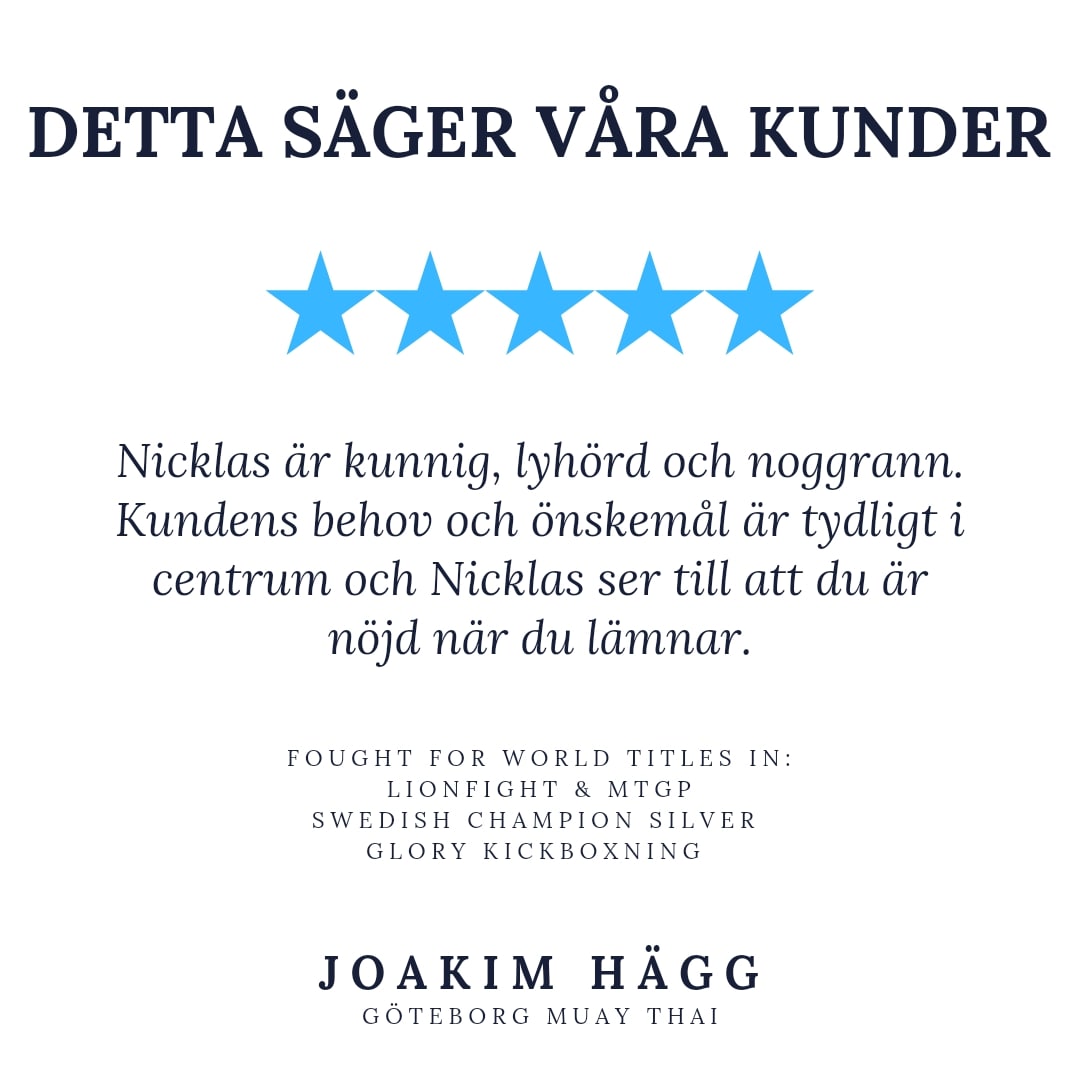 DETTA SÄGER VÅRA KUNDER
Nicklas är kunnig, lyhörd och noggrann.
Kundens behov och önskemål är tydligt i
centrum och Nicklas ser till att du är
nöjd när du lämnar.
FOUGHT FOR WORLD TITLES IN:
LIONFIGHT & MTGP
SWEDISH CHAMPION SILVER
GLORY KICKBOXNING
JOAKIM HÄGG
GÖTEBORG MUAY THAI